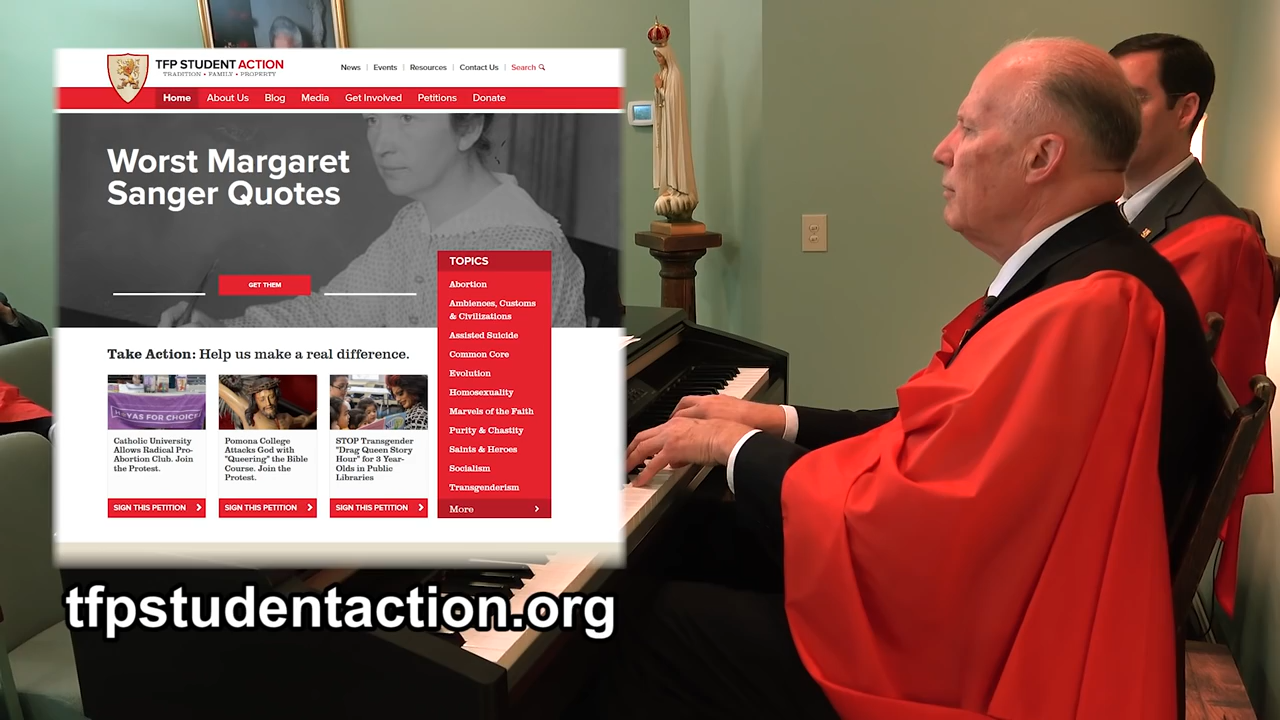 TFP STUDENT ACTION
TRADITION • FAMILY • PROPERTY
News | Events | Resources | Contact Us | Search
Home About Us Blog Media Get Involved Petitions Donate
Worst Margaret
Sanger Quotes
GET THEM
TOPICS
Abortion
Ambiences, Customs
& Civilizations
Assisted Suicide
Common Core
Evolution
Homosexuality
Marvels of the Faith
Purity & Chastity
Saints & Heroes
Socialism
Transgenderism
More
Take Action: Help us make a real difference.
H*YAS FOR CHOICE
Catholic University
Allows Radical Pro-
Abortion Club. Join
the Protest.
SIGN THIS PETITION
Pomona College
Attacks God with
"Queering" the Bible
Course. Join the
Protest.
SIGN THIS PETITION
STOP Transgender
"Drag Queen Story
Hour" for 3 Year-
Olds in Public
Libraries
SIGN THIS PETITION
tfpstudentaction.org